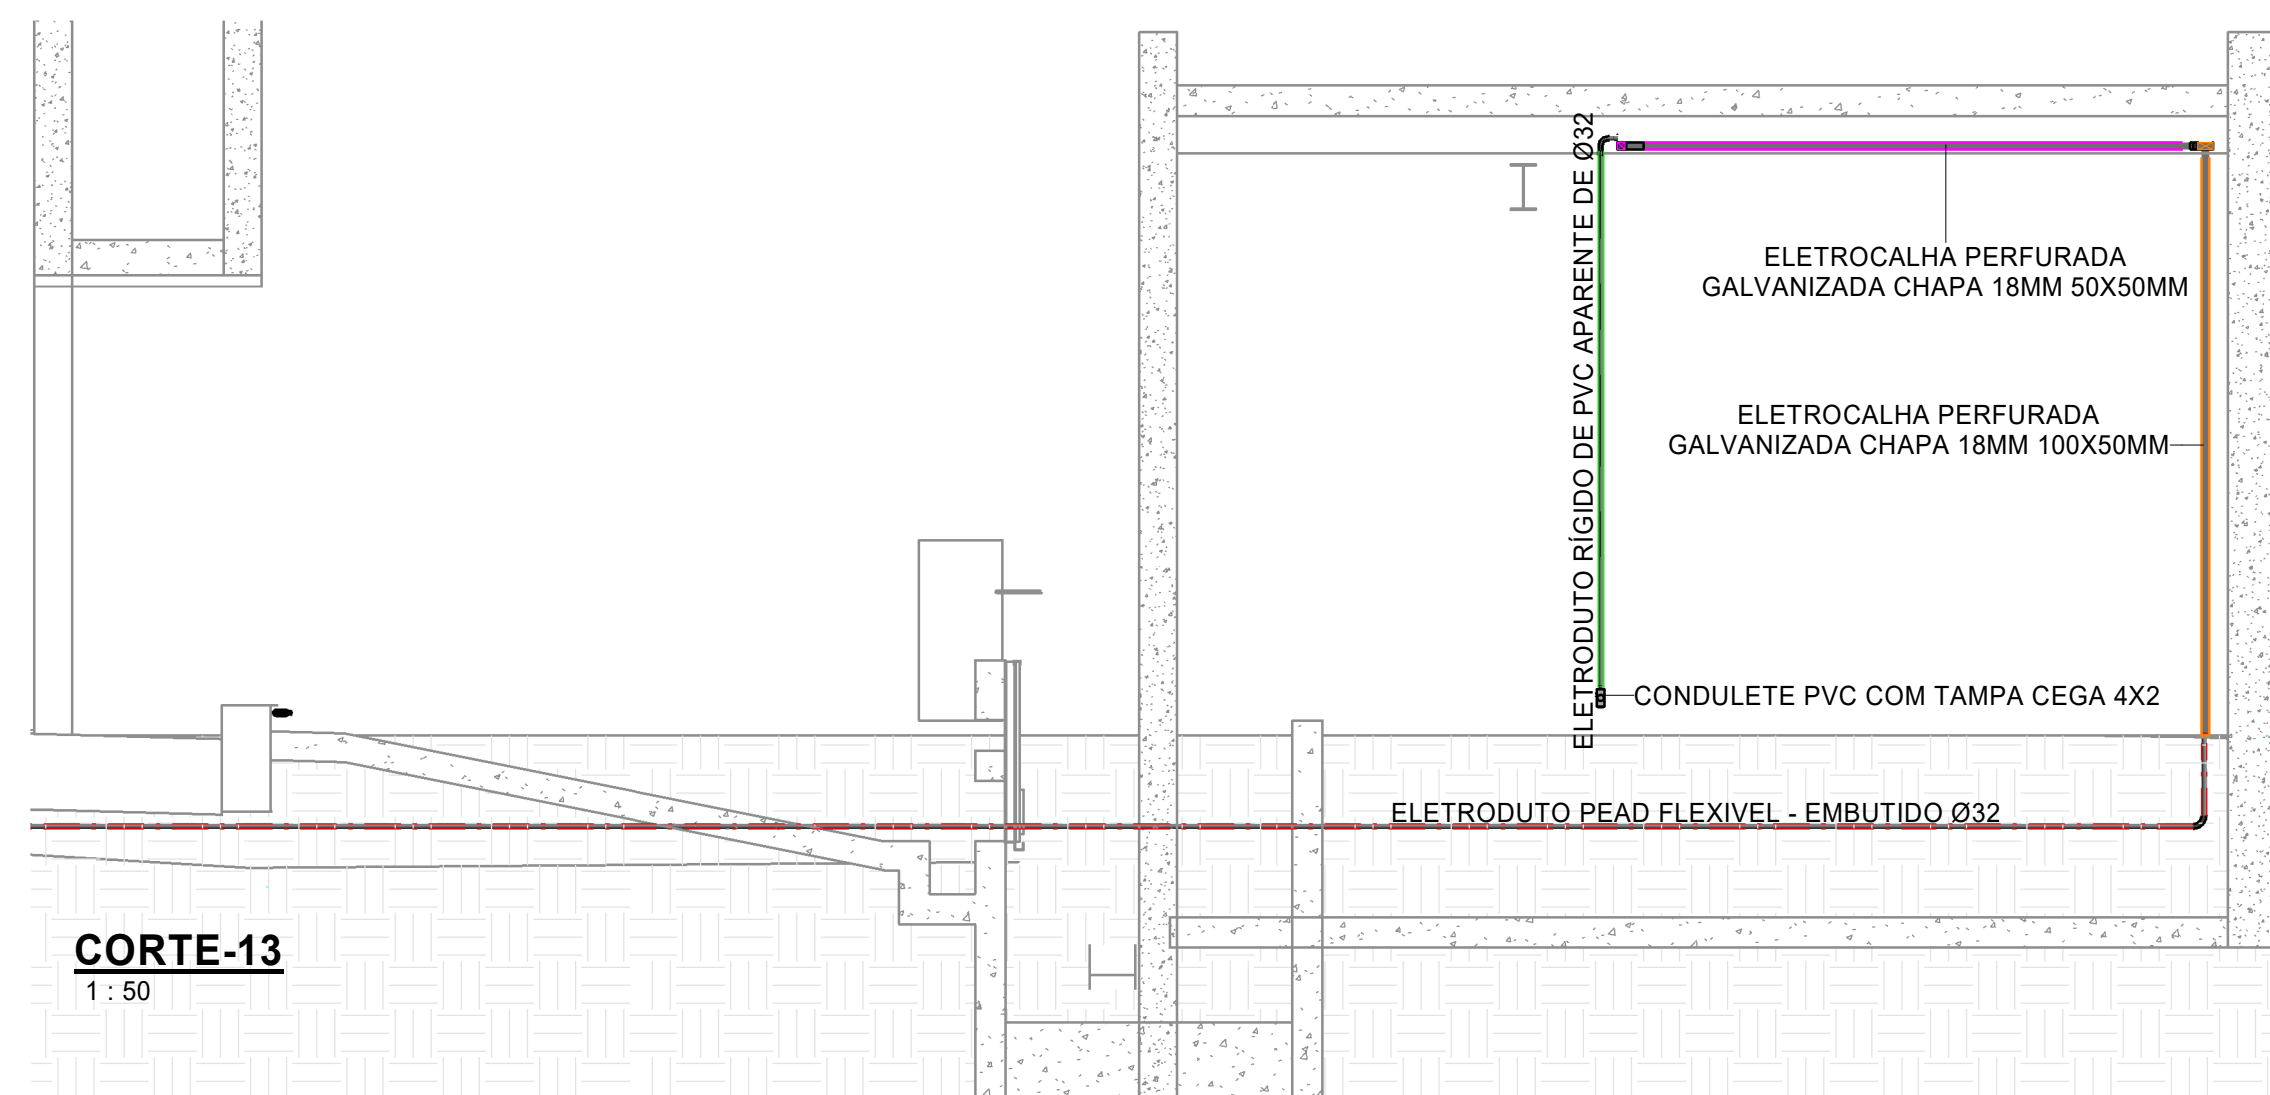 ELETRODUTO RÍGIDO DE PVC APARENTE DE Ø32
ELETROCALHA PERFURADA
GALVANIZADA CHAPA 18MM 50X50MM
ELETROCALHA PERFURADA
GALVANIZADA CHAPA 18MM 100X50MM
CONDULETE PVC COM TAMPA CEGA 4X2
ELETRODUTO PEAD FLEXIVEL - EMBUTIDO Ø32
CORTE-13
1 : 50